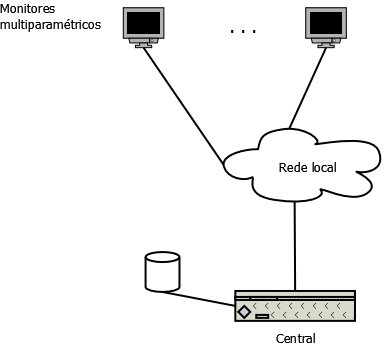 Monitores
multiparamétricos
. . .
Rede local
Central